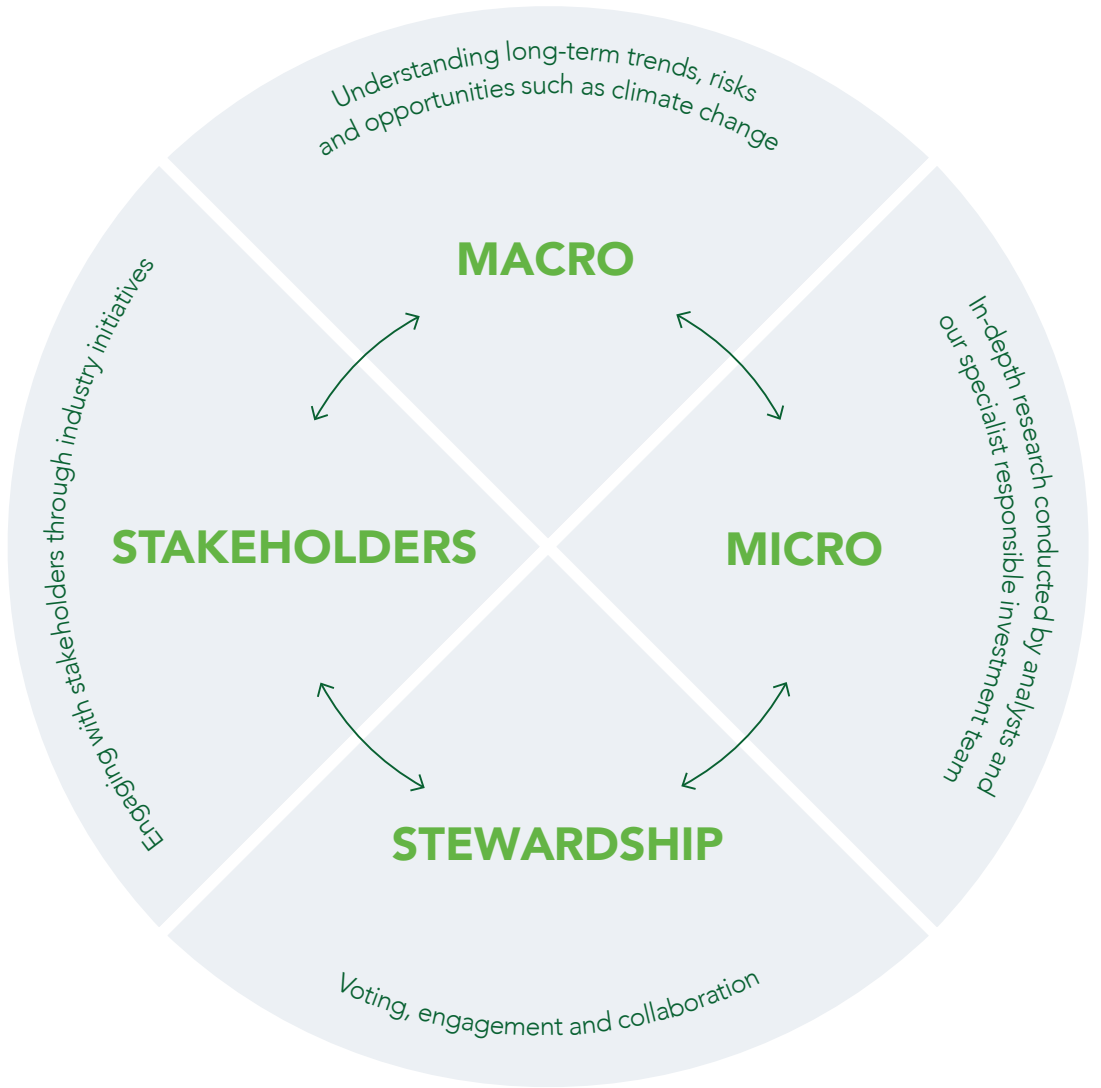 Understanding long-term trends, risks
and opportunities such as climate change
MACRO
Engaging with stakeholders through industry initiatives
STAKEHOLDERS
MICRO
In-depth research conducted by analysts and
our specialist responsible investment team
STEWARDSHIP
Voting, engagement and collaboration